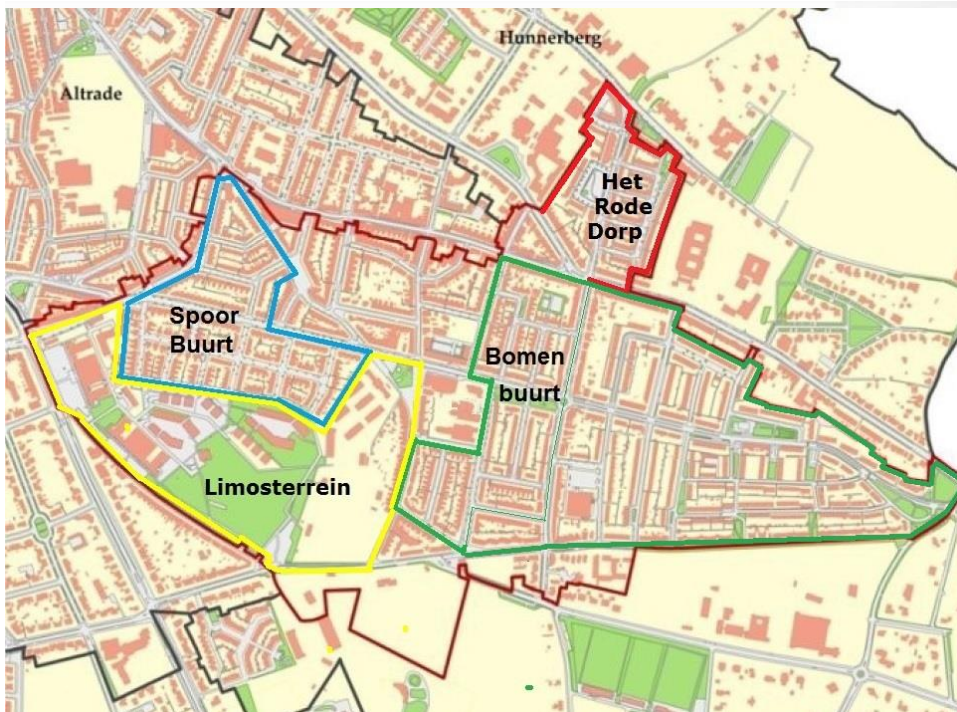 Hunnerberg
Altrade
Het
Rode
Dorp
Spoor
Buurt
Bomen
buurt
Limosterrein